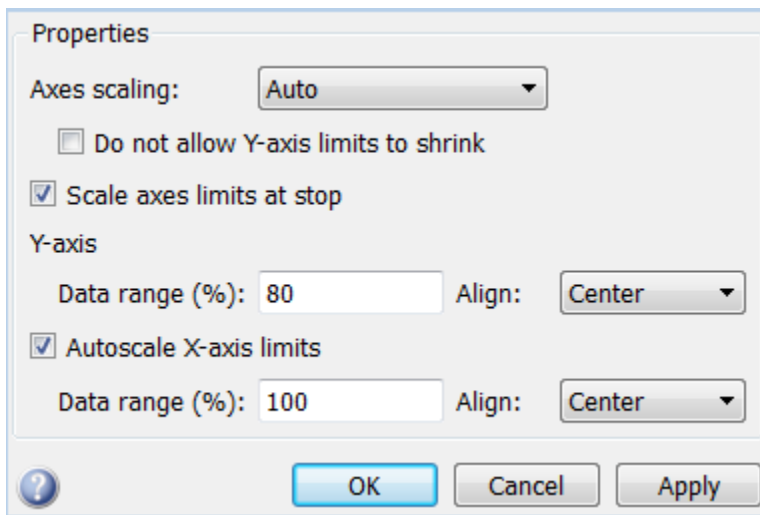 Properties
Axes scaling: Auto
Do not allow Y-axis limits to shrink
Scale axes limits at stop
Y-axis
Data range (%): 80 Align: Center
Autoscale X-axis limits
Data range (%): 100 Align: Center
? OK Cancel Apply